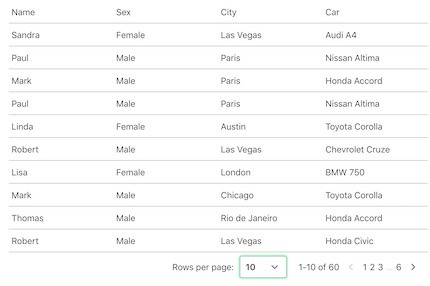 Name Sex City Car
Sandra Female Las Vegas Audi A4
Paul Male Paris Nissan Altima
Mark Male Paris Honda Accord
Paul Male Paris Nissan Altima
Linda Female Austin Toyota Corolla
Robert Male Las Vegas Chevrolet Cruze
Lisa Female London BMW 750
Mark Male Chicago Toyota Corolla
Thomas Male Rio de Janeiro Honda Accord
Robert Male Las Vegas Honda Civic
Rows per page: 10 1-10 of 60 1 2 3 ... 6